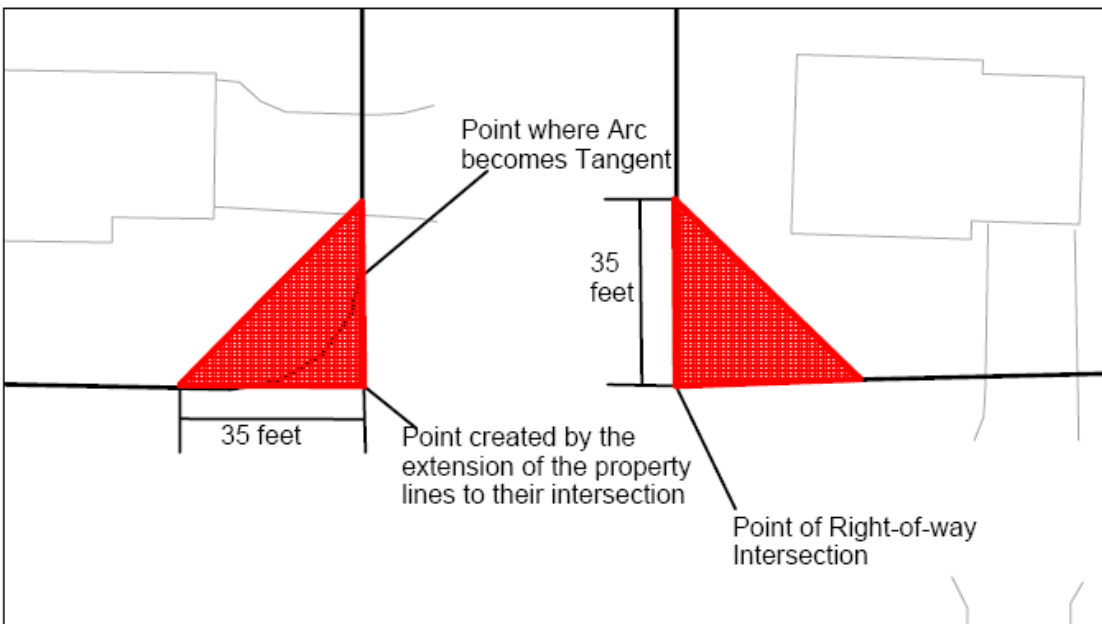 Point where Arc
becomes Tangent
35
feet
35 feet
Point created by the
extension of the property
lines to their intersection
Point of Right-of-way
Intersection